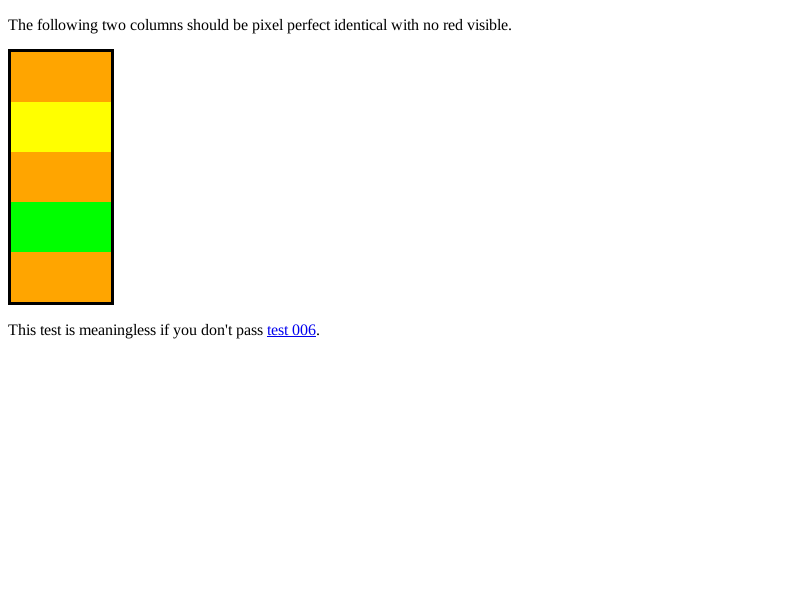 The following two columns should be pixel perfect identical with no red visible.
This test is meaningless if you don't pass test 006.